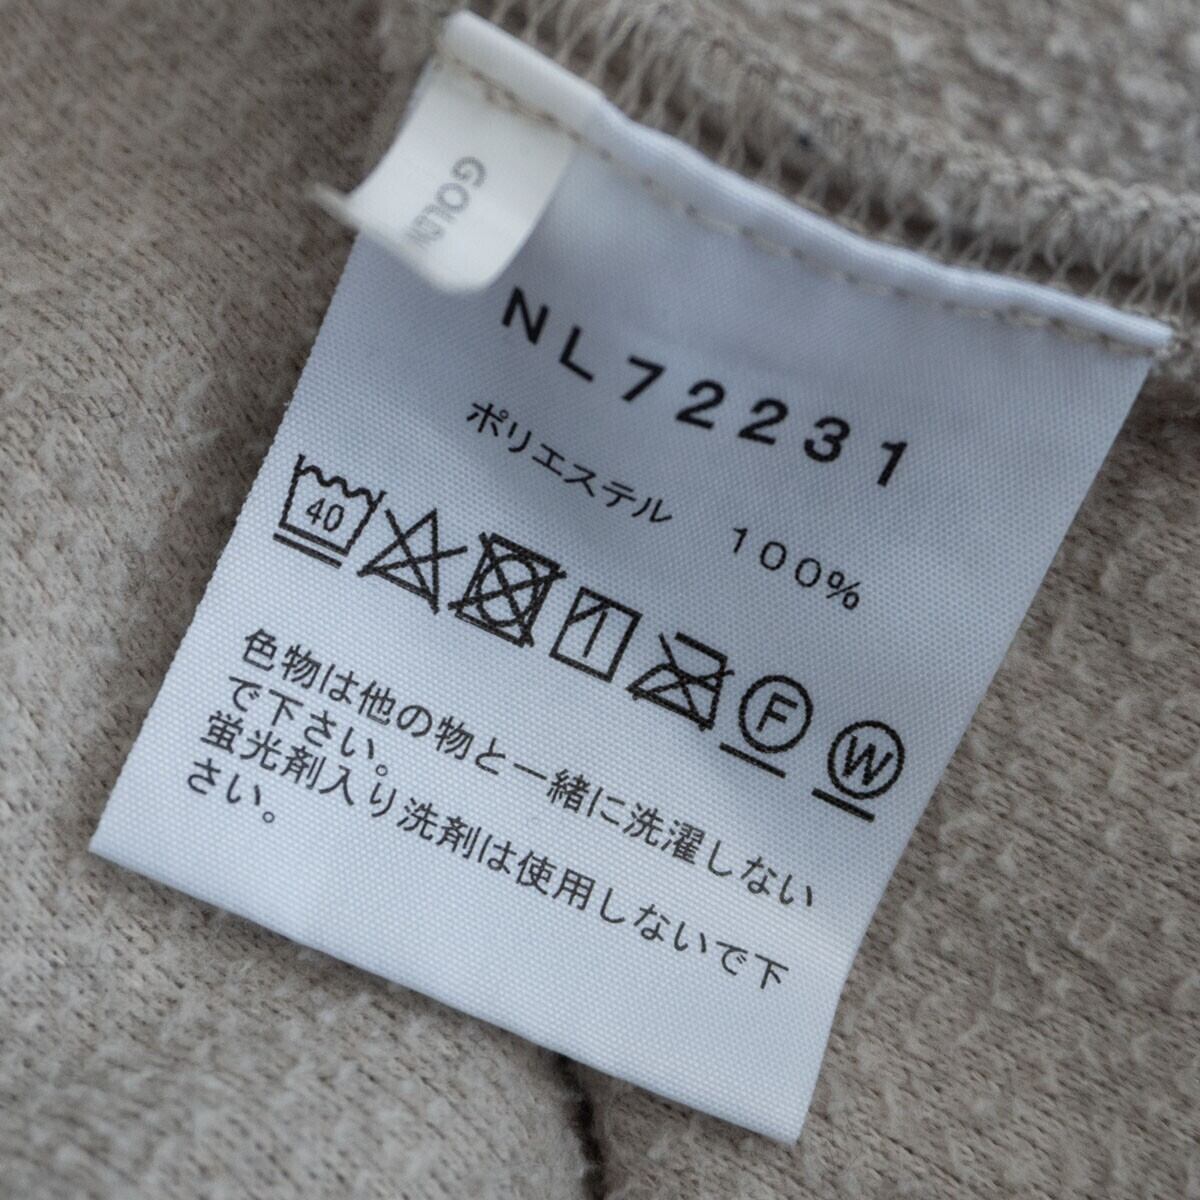 GOLD
NL72231
ポリエステル　100%
40
F W
色物は他の物と一緒に洗濯しない
で下さい。
蛍光剤入り洗剤は使用しないで下
さい。